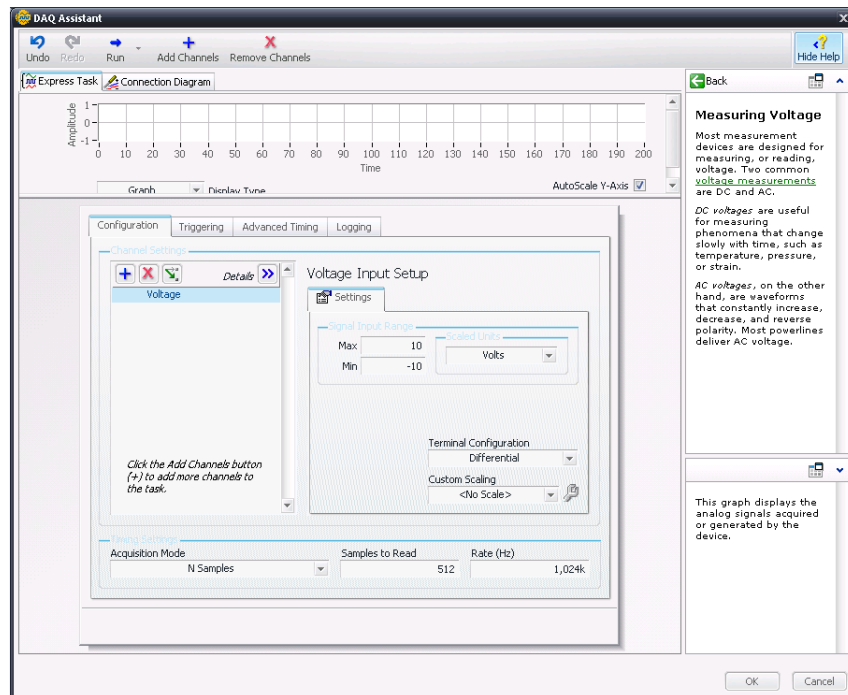 DAQ Assistant
Undo Redo Run Add Channels Remove Channels Hide Help
Express Task Connection Diagram
Amplitude
1
0
-1
0 10 20 30 40 50 60 70 80 90 100 110 120 130 140 150 160 170 180 190 200
Time
Graph Display Type AutoScale Y-Axis
Configuration Triggering Advanced Timing Logging
Channel Settings
Details
Voltage
Click the Add Channels button
(+) to add more channels to
the task.
Voltage Input Setup
Settings
Signal Input Range
Max 10
Min -10
Scaled Units
Volts
Terminal Configuration
Differential
Custom Scaling
<No Scale>
Timing Settings
Acquisition Mode Samples to Read Rate (Hz)
N Samples 512 1,024k
Back
Measuring Voltage
Most measurement
devices are designed for
measuring, or reading,
voltage. Two common
voltage measurements
are DC and AC.
DC voltages are useful
for measuring
phenomena that change
slowly with time, such as
temperature, pressure,
or strain.
AC voltages, on the other
hand, are waveforms
that constantly increase,
decrease, and reverse
polarity. Most powerlines
deliver AC voltage.
This graph displays the
analog signals acquired
or generated by the
device.
OK Cancel